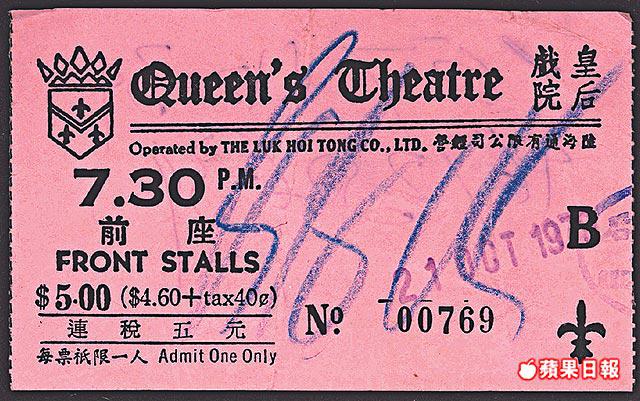 Queen's Theatre 皇后戲院
Operated by THE LUK HOI TONG CO., LTD. 營經司公限有通海陸
7.30 P.M.
前座
FRONT STALLS
$5.00 ($4.60+tax40¢)
連稅五元
每票祇限一人 Admit One Only
Nº 00769
B
21 OCT 197
蘋果日報